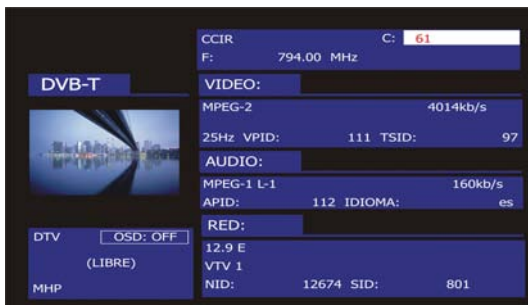 CCIR C: 61
F: 794.00 MHz
DVB-T
VIDEO:
MPEG-2 4014kb/s
25Hz VPID: 111 TSID: 97
AUDIO:
MPEG-1 L-1 160kb/s
APID: 112 IDIOMA: es
RED:
12.9 E
VTV 1
NID: 12674 SID: 801
DTV OSD: OFF
(LIBRE)
MHP